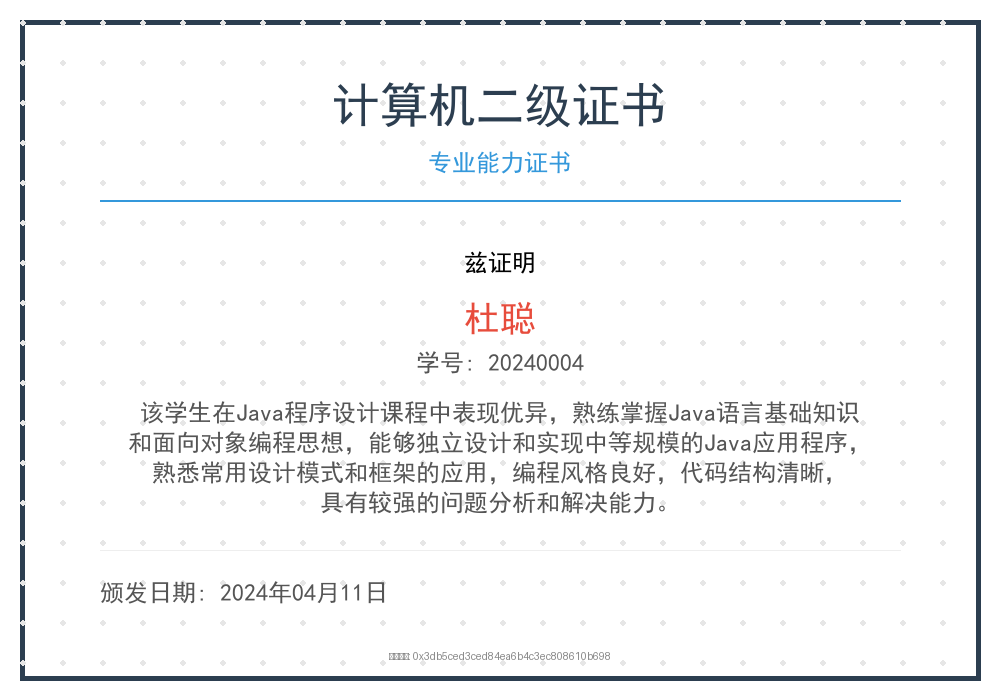 计算机二级证书
专业能力证书
兹证明
杜聪
学号：20240004
该学生在Java程序设计课程中表现优异，熟练掌握Java语言基础知识
和面向对象编程思想，能够独立设计和实现中等规模的Java应用程序，
熟悉常用设计模式和框架的应用，编程风格良好，代码结构清晰，
具有较强的问题分析和解决能力。
颁发日期：2024年04月11日
0x3db5ced3ced84ea6b4c3ec808610b698